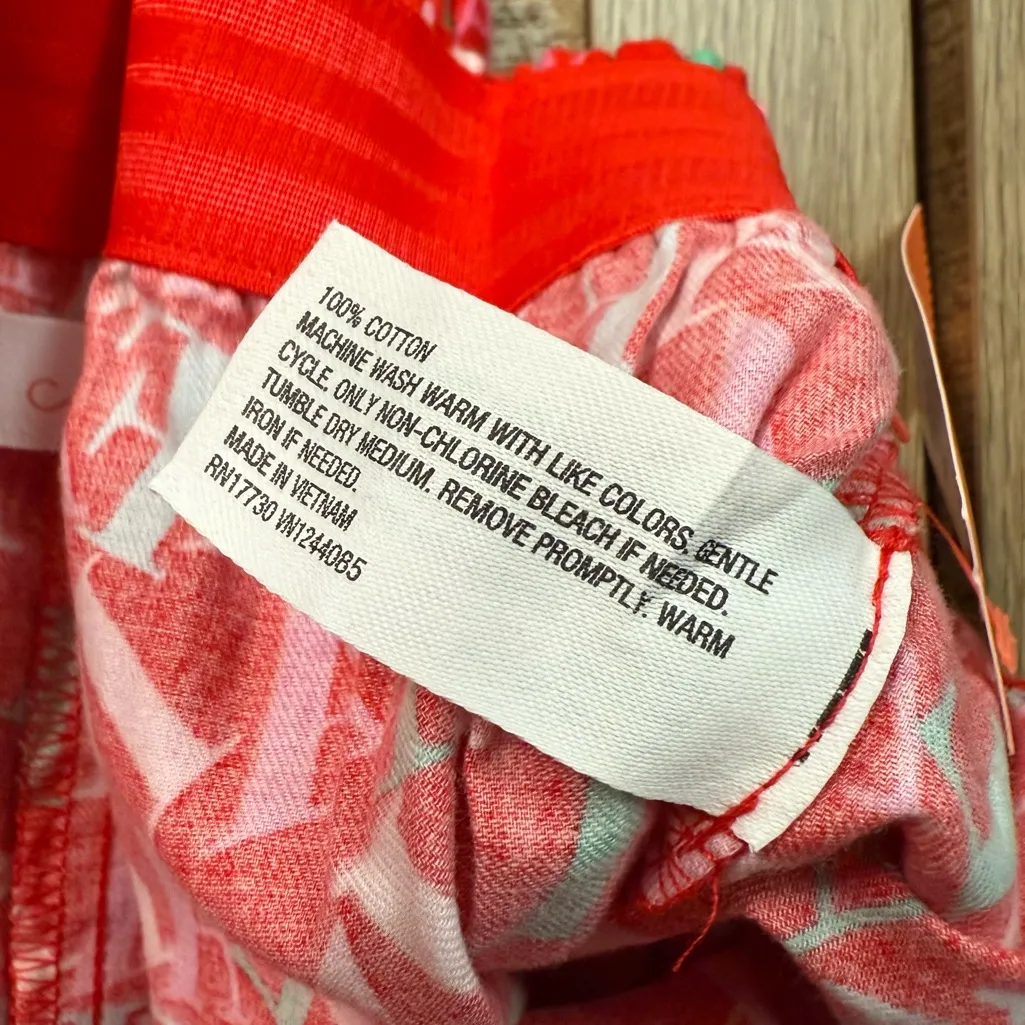 100% COTTON
MACHINE WASH WARM WITH LIKE COLORS. GENTLE
CYCLE. ONLY NON-CHLORINE BLEACH IF NEEDED.
TUMBLE DRY MEDIUM. REMOVE PROMPTLY. WARM
IRON IF NEEDED.
MADE IN VIETNAM
RN17730 VN1244085